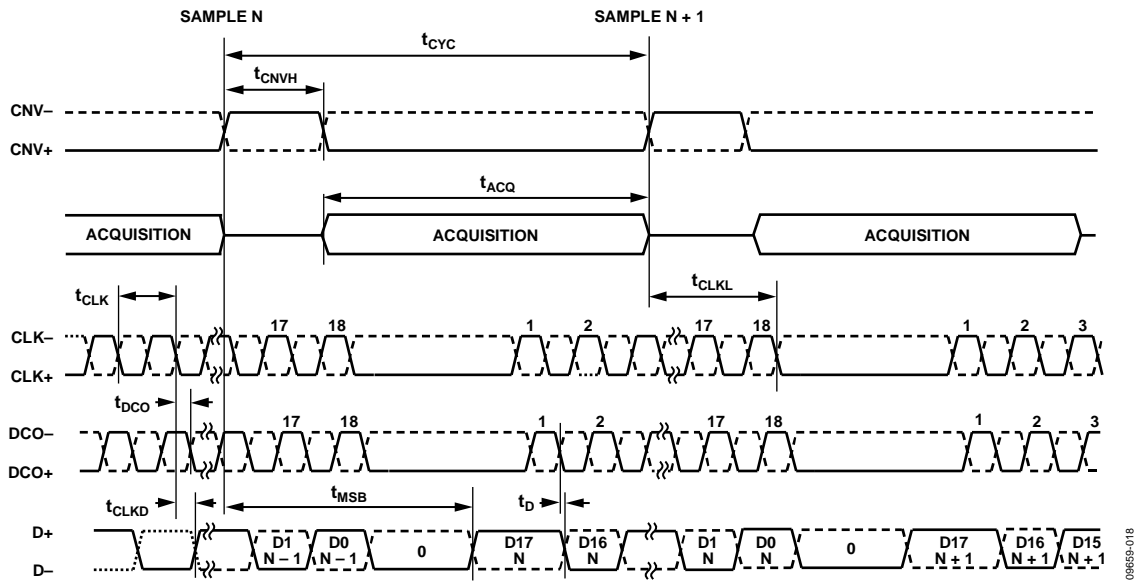 SAMPLE N SAMPLE N + 1
tCYC
tCNVH
CNV–
CNV+
tACQ
ACQUISITION ACQUISITION ACQUISITION
tCLK tCLKL
17 18 1 2 17 18 1 2 3
CLK–
CLK+
tDCO
17 18 1 2 17 18 1 2 3
DCO–
DCO+
tCLKD tMSB tD
D+
D–
D1 D0 0 D17 D16 D1 D0 0 D17 D16 D15
N – 1 N – 1 N N N N N + 1 N + 1 N + 1
09659-018